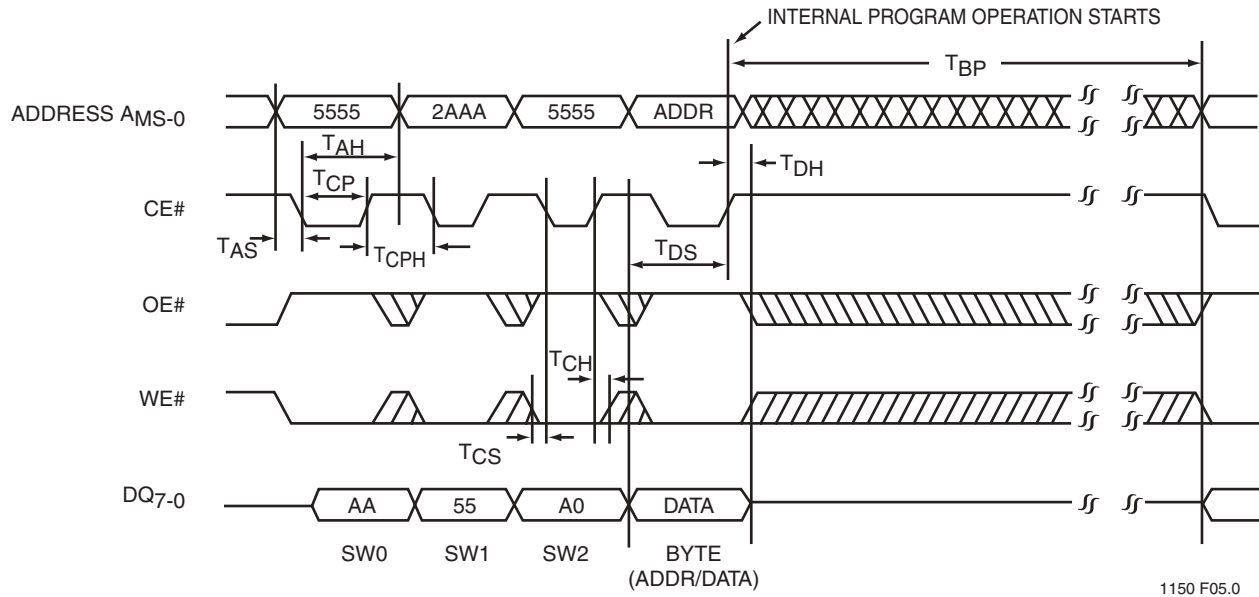 INTERNAL PROGRAM OPERATION STARTS
TBP
ADDRESS AMS-0
5555
2AAA
5555
ADDR
TAH
TDH
TCP
CE#
TAS
TCPH
TDS
OE#
TCH
WE#
TCS
DQ7-0
AA
55
A0
DATA
SW0
SW1
SW2
BYTE
(ADDR/DATA)
1150 F05.0